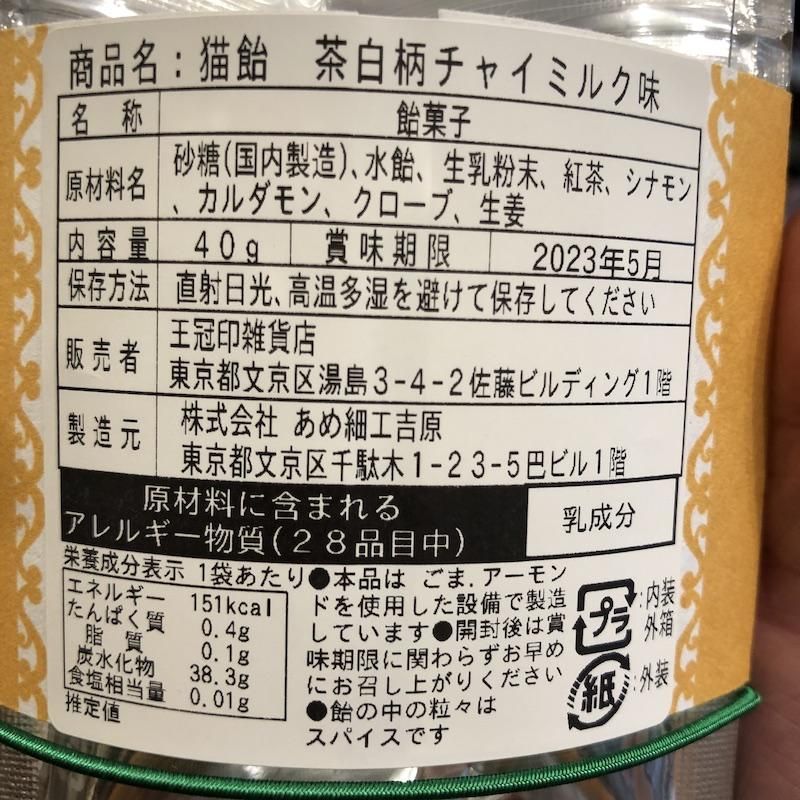 商品名：猫飴　茶白柄チャイミルク味
名　称　飴菓子
原材料名　砂糖(国内製造)、水飴、生乳粉末、紅茶、シナモン
、カルダモン、クローブ、生姜
内容量　40g　賞味期限　2023年5月
保存方法　直射日光、高温多湿を避けて保存してください
販売者　王冠印雑貨店
東京都文京区湯島3-4-2佐藤ビルディング1階
製造元　株式会社 あめ細工吉原
東京都文京区千駄木1-23-5巴ビル1階
原材料に含まれる
アレルギー物質(28品目中)
乳成分
栄養成分表示 1袋あたり
エネルギー 151kcal
たんぱく質 0.4g
脂　質 0.1g
炭水化物 38.3g
食塩相当量 0.01g
推定値
●本品は ごま.アーモン
ドを使用した設備で製造
しています●開封後は賞
味期限に関わらずお早め
にお召し上がりください
●飴の中の粒々は
スパイスです
プラ：内装
外箱
紙：外装